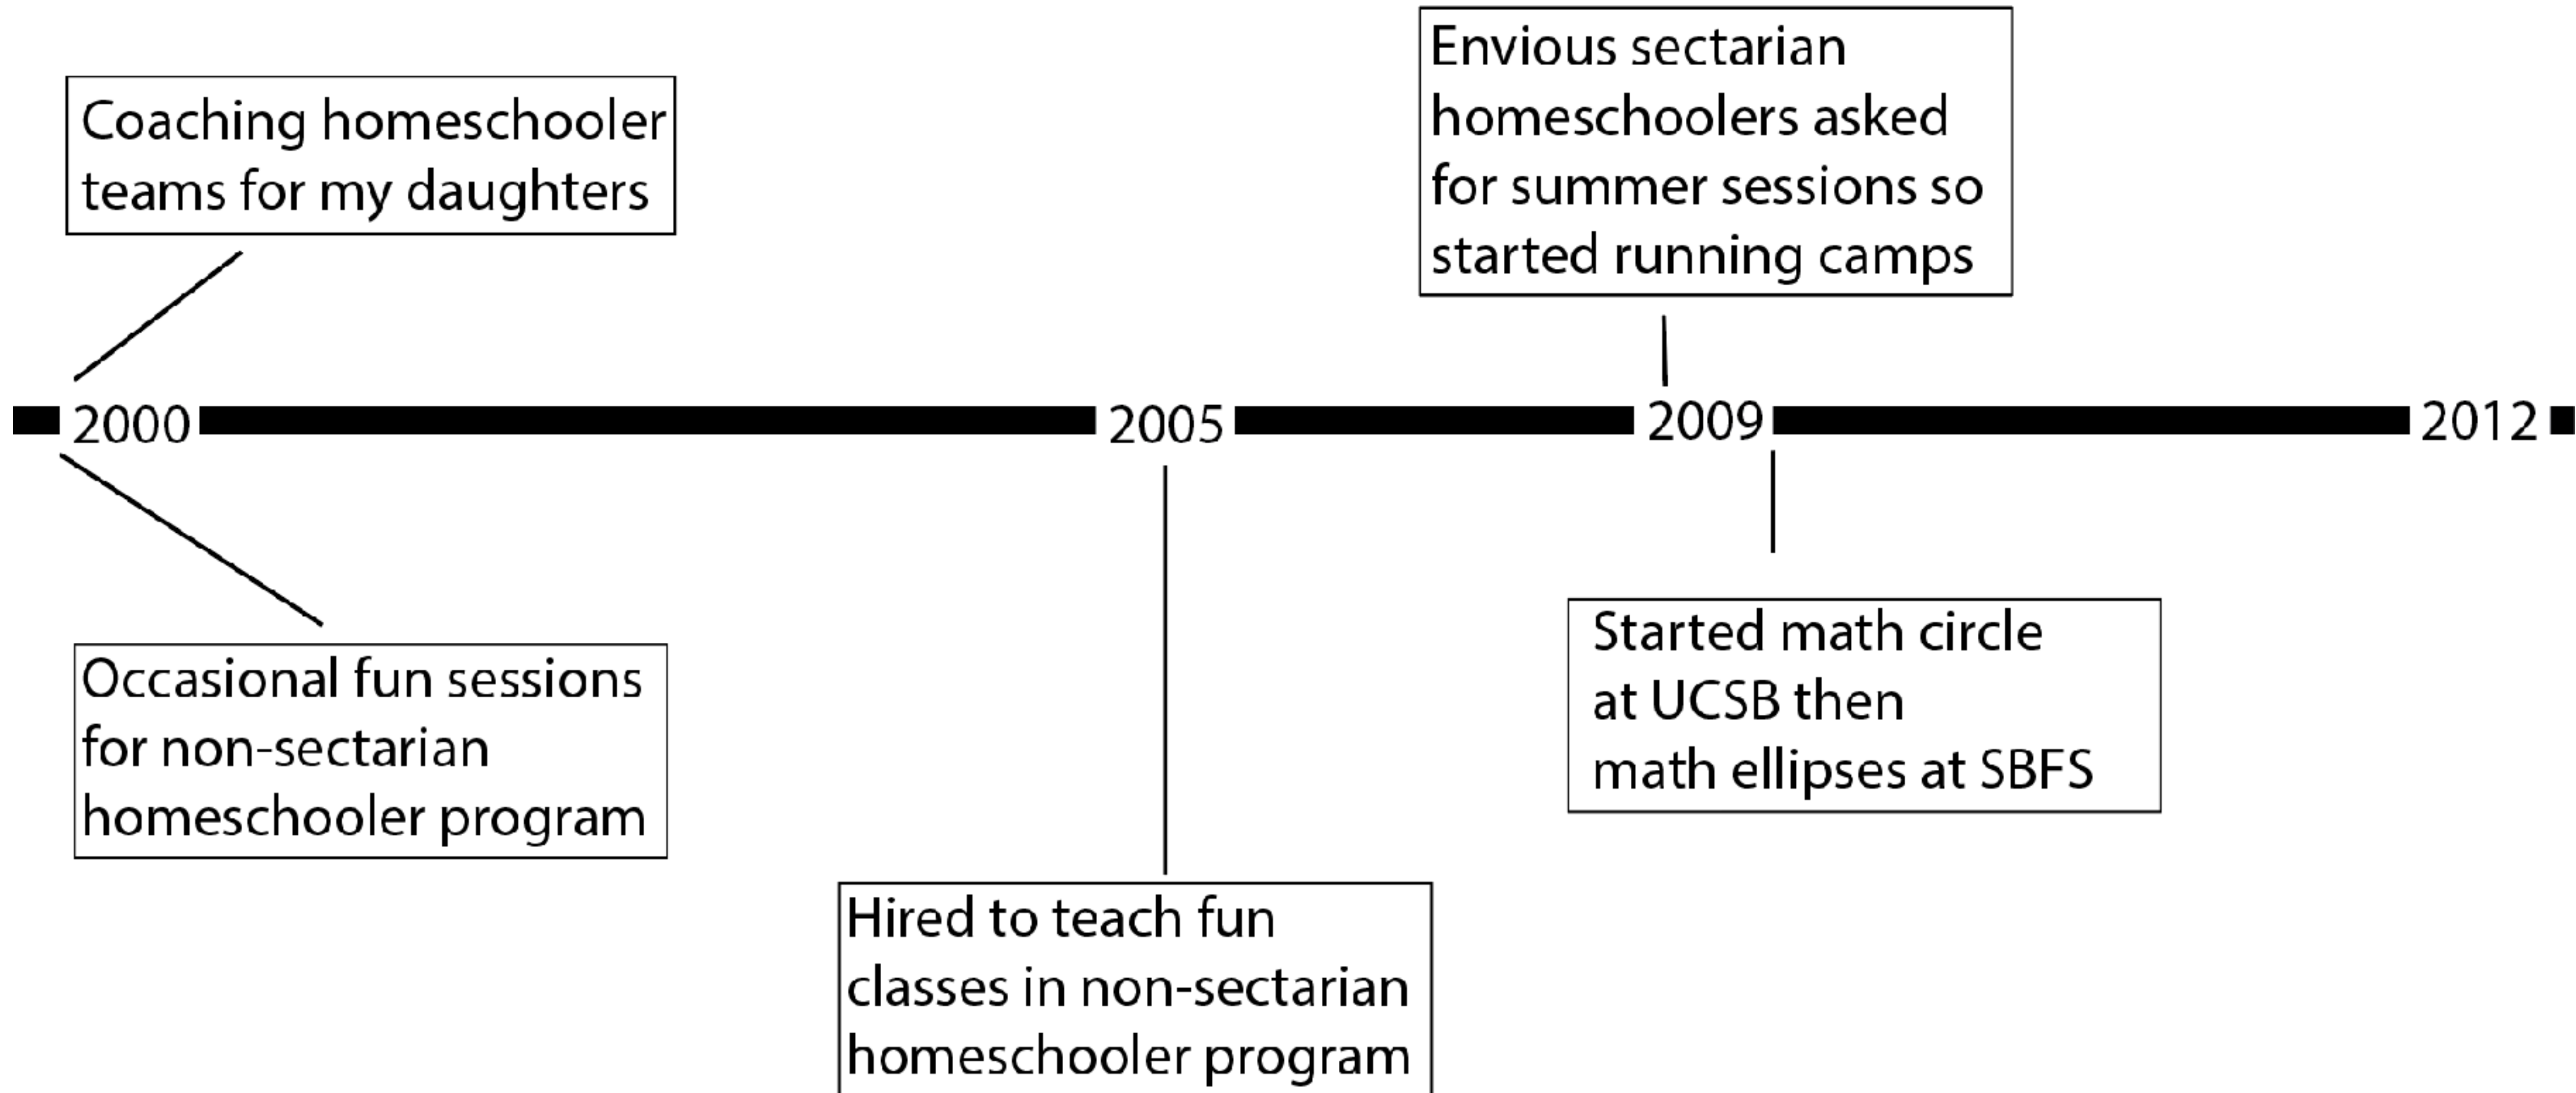 Coaching homeschooler
teams for my daughters
Envious sectarian
homeschoolers asked
for summer sessions so
started running camps
2000
2005
2009
2012
Occasional fun sessions
for non-sectarian
homeschooler program
Hired to teach fun
classes in non-sectarian
homeschooler program
Started math circle
at UCSB then
math ellipses at SBFS